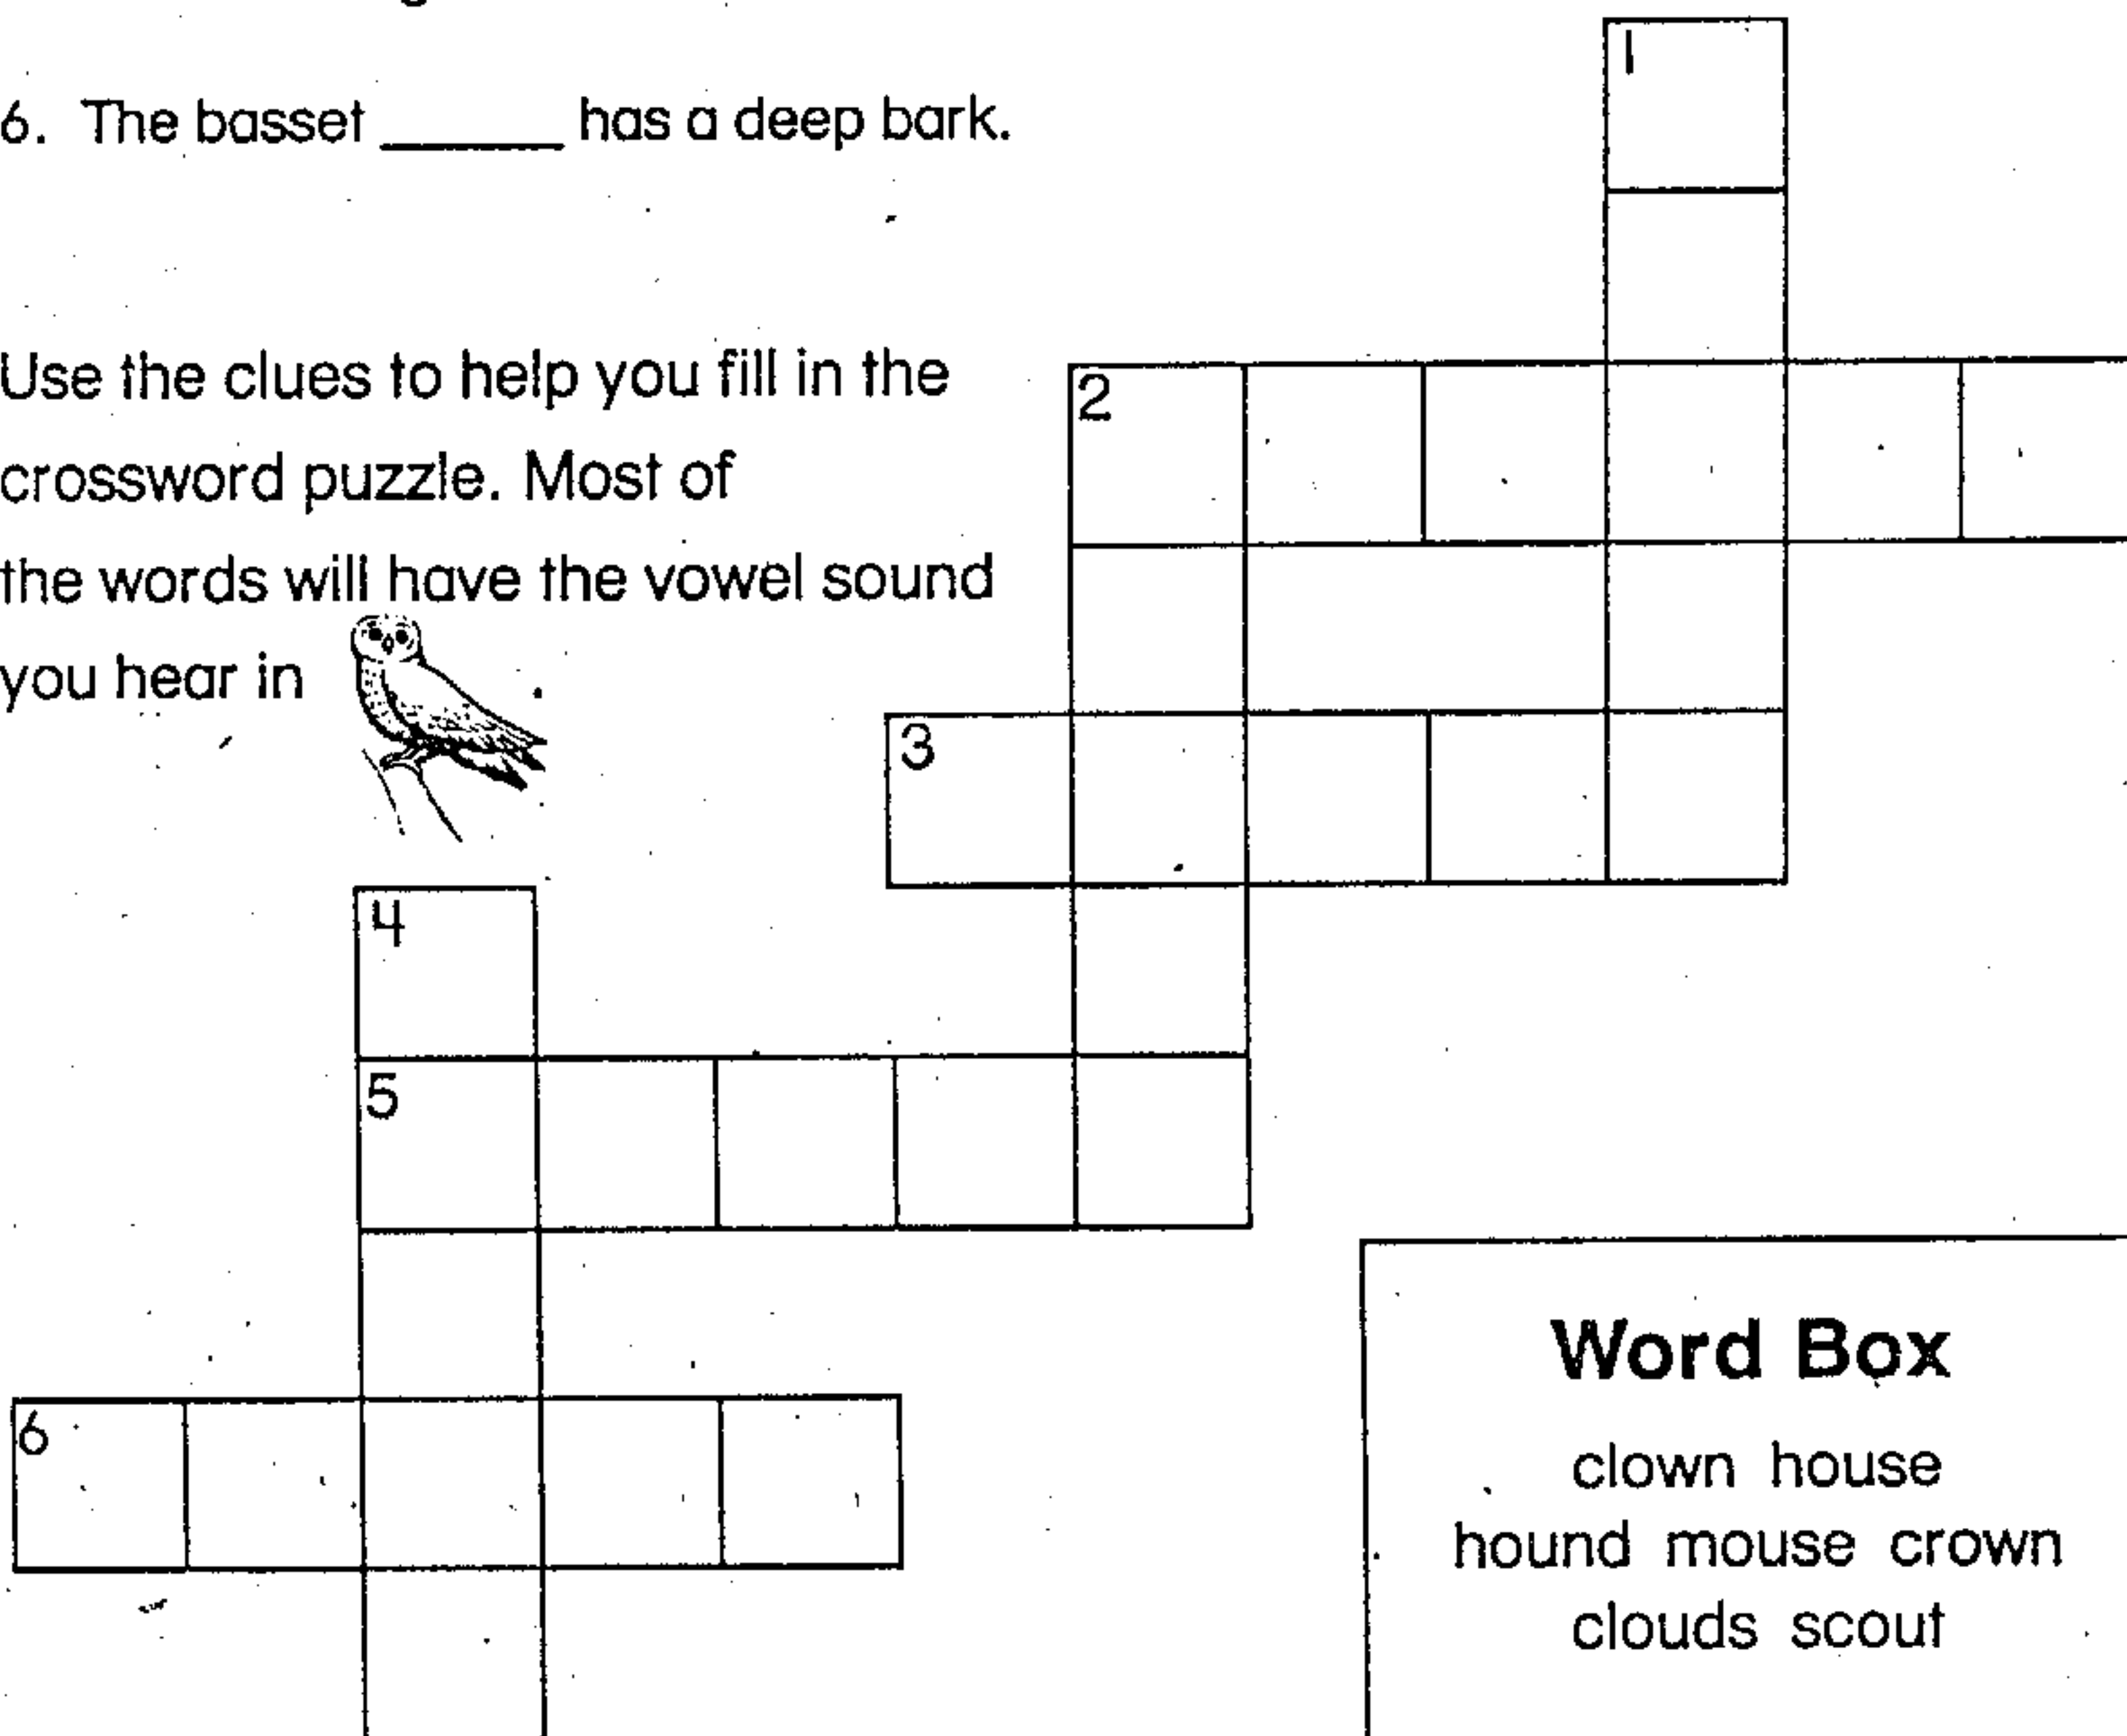 6. The basset ______ has a deep bark.
1
Use the clues to help you fill in the
crossword puzzle. Most of
the words will have the vowel sound
you hear in .
2
3
4
5
6
Word Box
clown house
hound mouse crown
clouds scout